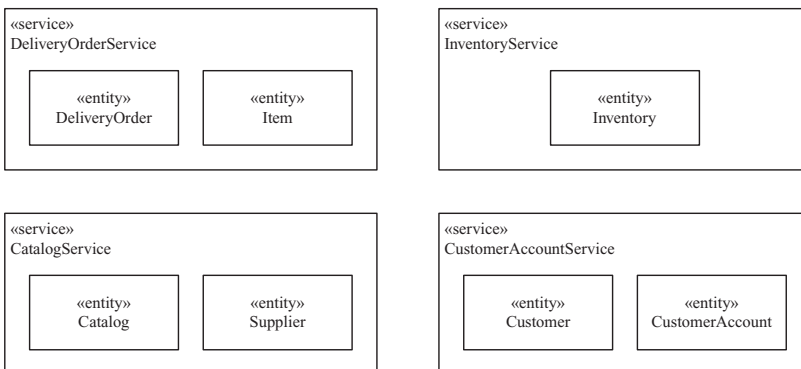 «service»
DeliveryOrderService
«entity»
DeliveryOrder
«entity»
Item
«service»
InventoryService
«entity»
Inventory
«service»
CatalogService
«entity»
Catalog
«entity»
Supplier
«service»
CustomerAccountService
«entity»
Customer
«entity»
CustomerAccount